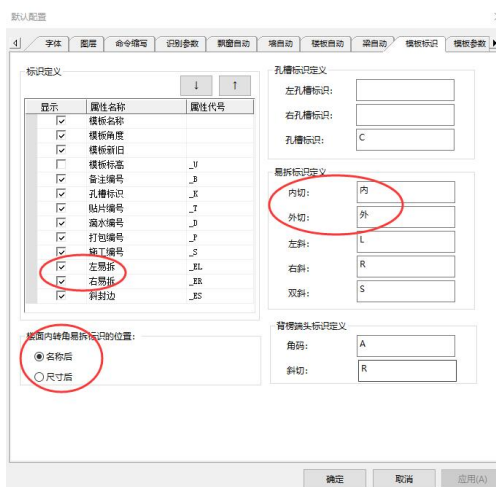 默认配置
字体 图层 命令缩写 识别参数 飘窗自动 墙自动 楼板自动 梁自动 模板标识 模板参数
标识定义
↓ ↑
显示 属性名称 属性代号
模板名称
模板角度
模板新旧
模板标高 _U
备注编号 _B
孔槽标识 _K
贴片编号 _T
滴水编号 _D
打包编号 _P
施工编号 _S
左易拆 _EL
右易拆 _ER
斜封边 _ES
楼面内转角易拆标识的位置:
名称后
尺寸后
孔槽标识定义
左孔槽标识:
右孔槽标识:
孔槽标识: C
易拆标识定义
内切: 内
外切: 外
左斜: L
右斜: R
双斜: S
背楞端头标识定义
角码: A
斜切: R
确定 取消 应用(A)